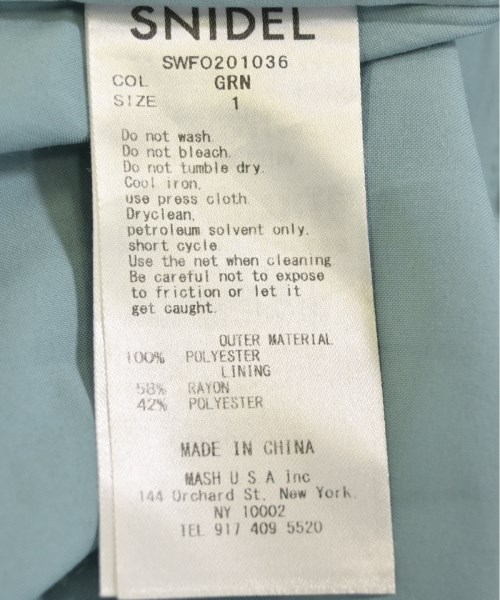 SNIDEL
SWFO201036
COL GRN
SIZE 1
Do not wash.
Do not bleach.
Do not tumble dry.
Cool iron,
use press cloth.
Dryclean,
petroleum solvent only.
short cycle.
Use the net when cleaning
Be careful not to expose
to friction or let it
get caught.
OUTER MATERIAL
100% POLYESTER
LINING
58% RAYON
42% POLYESTER
MADE IN CHINA
MASH U S A inc
144 Orchard St. New York.
NY 10002
TEL 917 409 5520